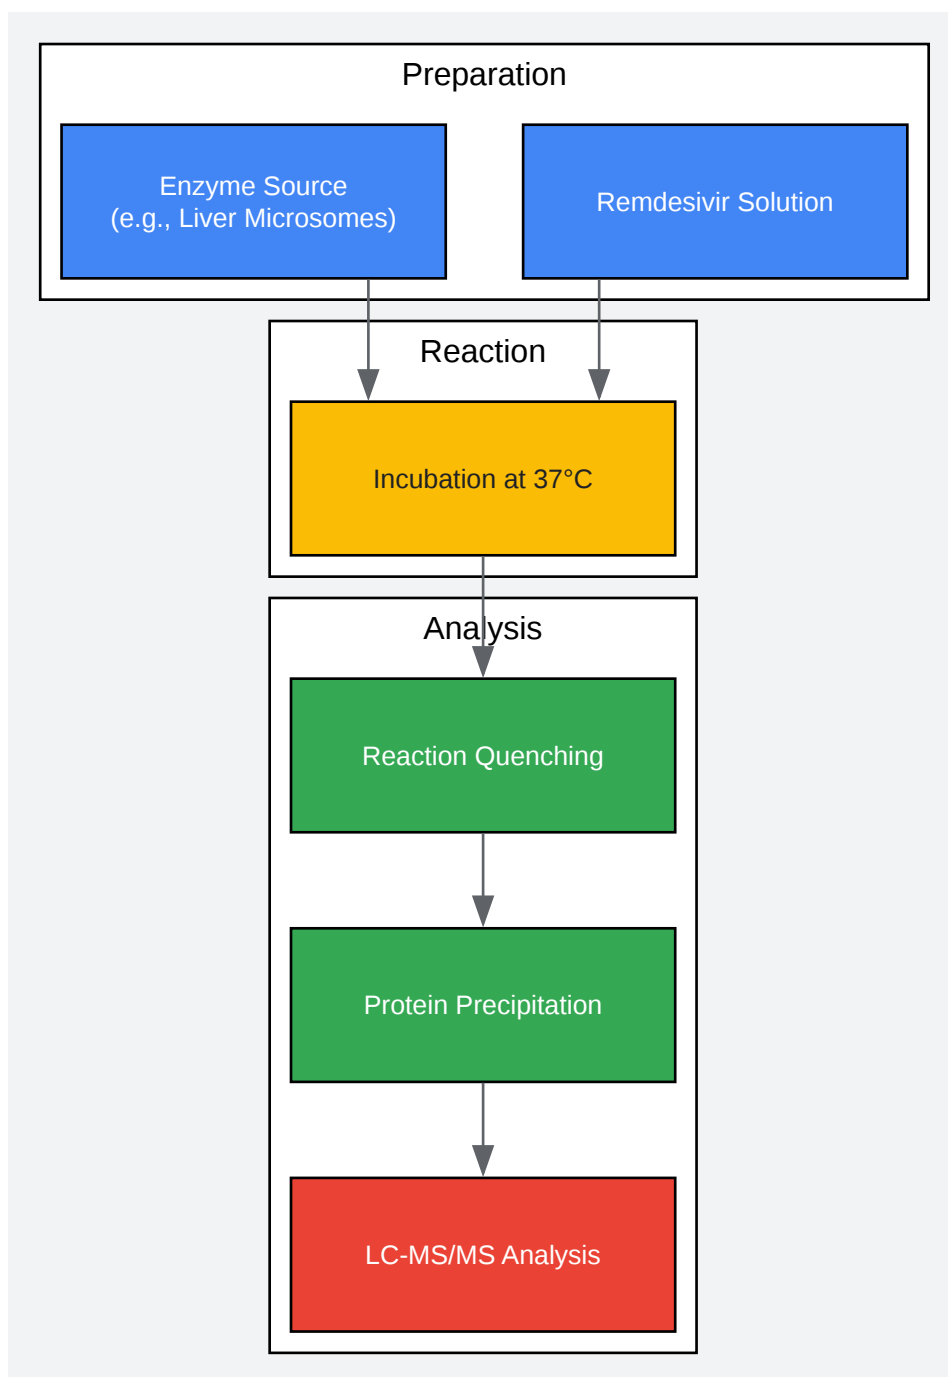 Preparation
Enzyme Source
(e.g., Liver Microsomes)
Remdesivir Solution
Reaction
Incubation at 37°C
Analysis
Reaction Quenching
Protein Precipitation
LC-MS/MS Analysis